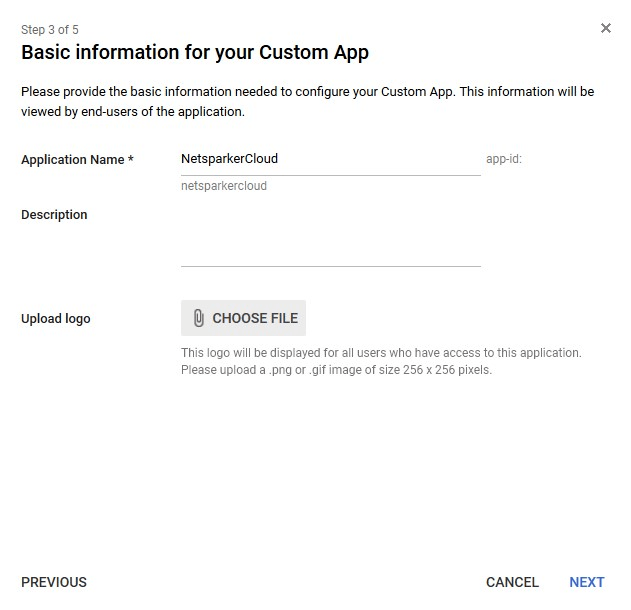 Step 3 of 5
Basic information for your Custom App
Please provide the basic information needed to configure your Custom App. This information will be
viewed by end-users of the application.
Application Name * NetsparkerCloud app-id:
netsparkercloud
Description
Upload logo CHOOSE FILE
This logo will be displayed for all users who have access to this application.
Please upload a .png or .gif image of size 256 x 256 pixels.
PREVIOUS CANCEL NEXT